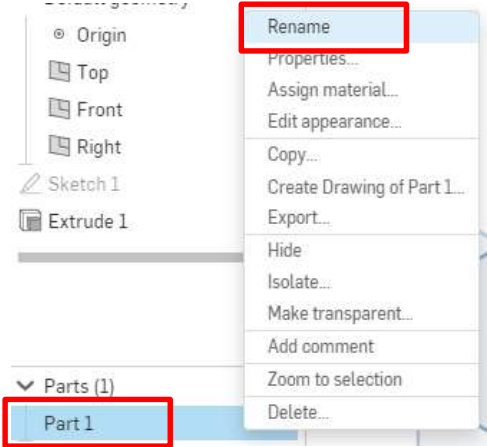 Default geometry
Origin
Top
Front
Right
Sketch 1
Extrude 1
Parts (1)
Part 1
Rename
Properties...
Assign material...
Edit appearance...
Copy...
Create Drawing of Part 1...
Export...
Hide
Isolate...
Make transparent...
Add comment
Zoom to selection
Delete...